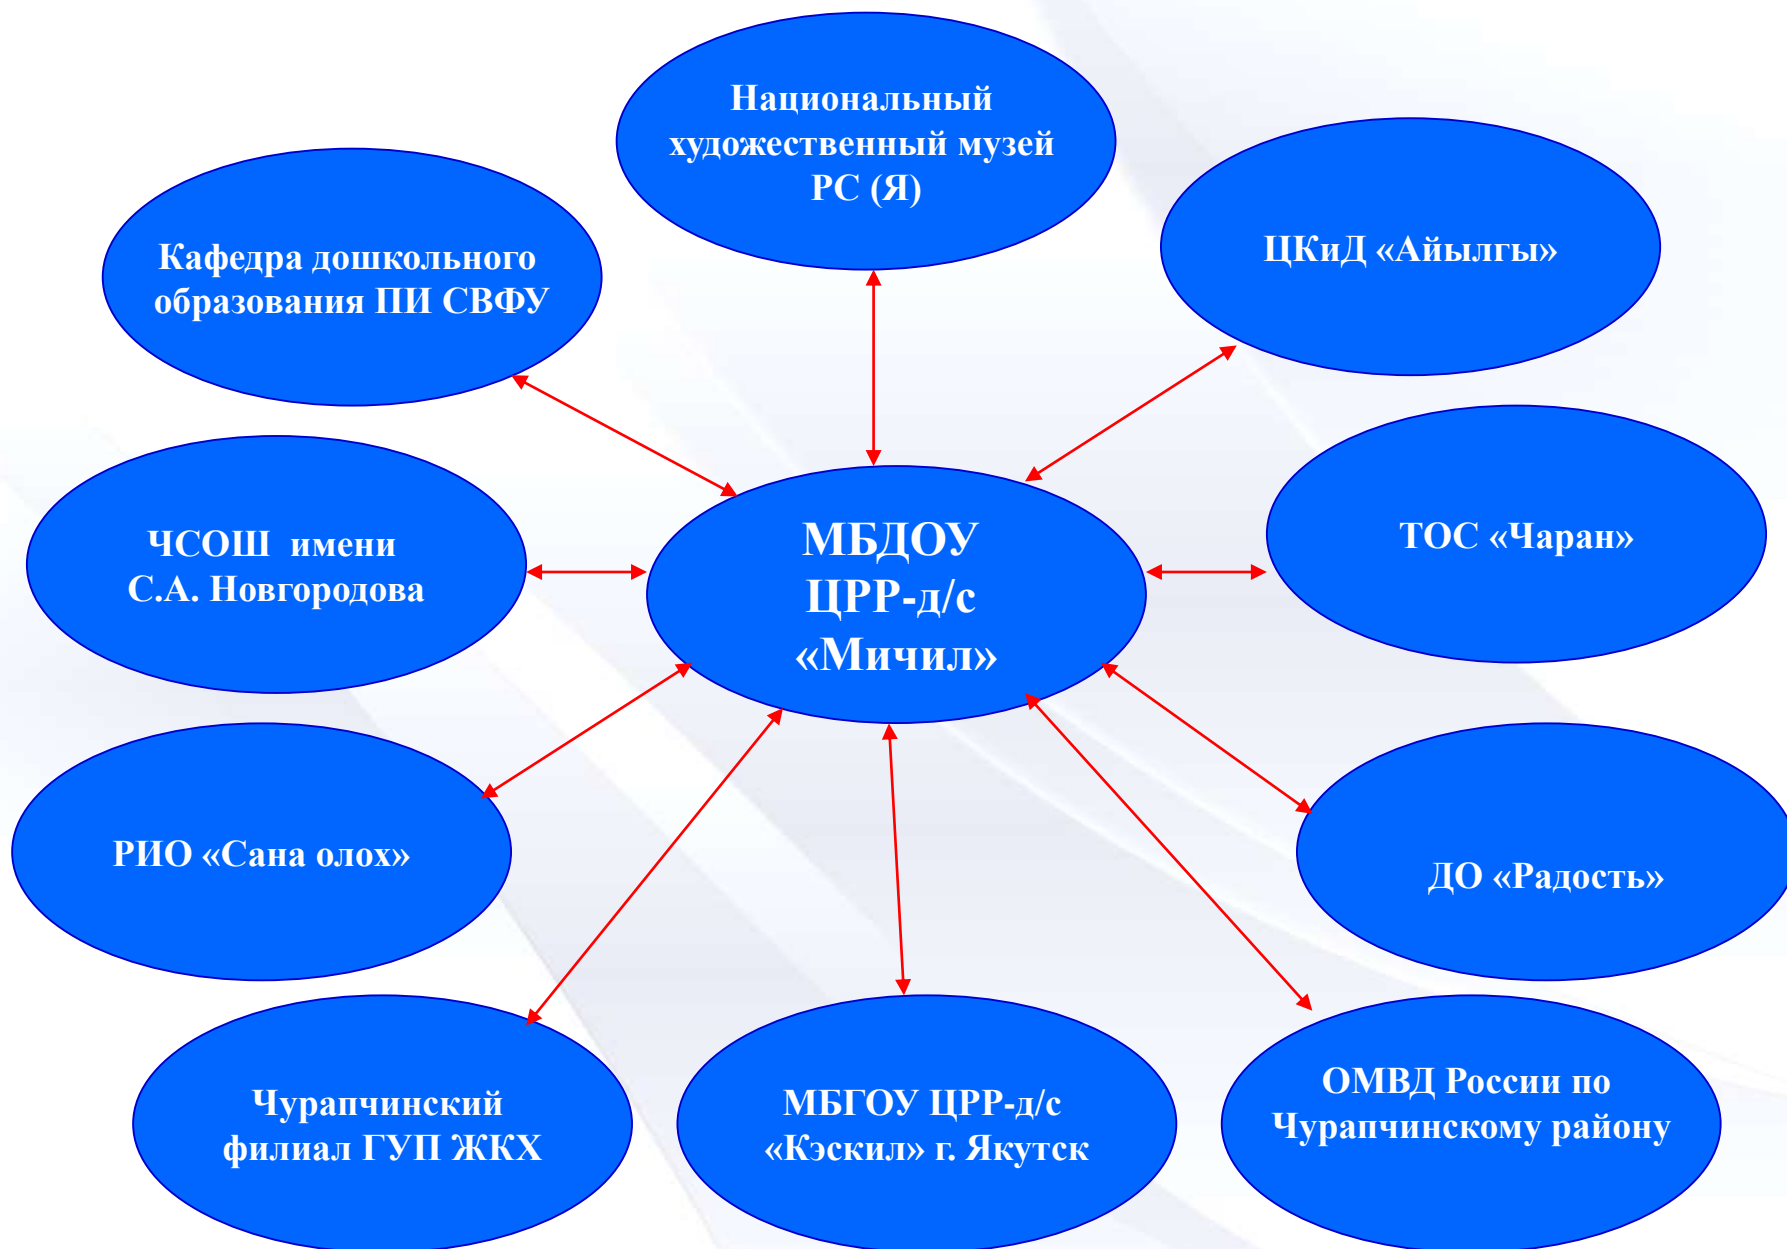 Национальный
художественный музей
РС (Я)
Кафедра дошкольного
образования ПИ СВФУ
ЦКиД «Айылгы»
ЧСОШ  имени
С.А. Новгородова
МБДОУ
ЦРР-д/с
«Мичил»
ТОС «Чаран»
РИО «Сана олох»
ДО «Радость»
Чурапчинский
филиал ГУП ЖКХ
МБГОУ ЦРР-д/с
«Кэскил» г. Якутск
ОМВД России по
Чурапчинскому району